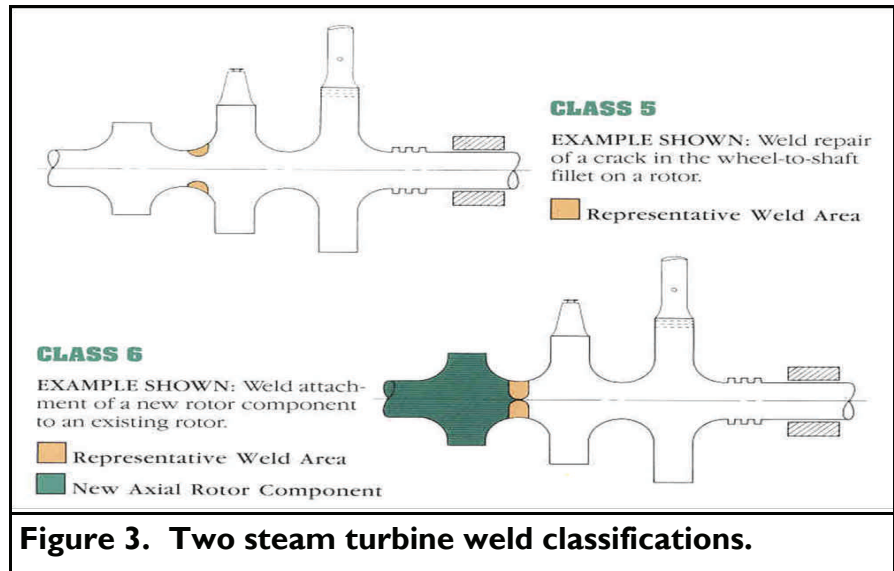 CLASS 5
EXAMPLE SHOWN: Weld repair
of a crack in the wheel-to-shaft
fillet on a rotor.
Representative Weld Area
CLASS 6
EXAMPLE SHOWN: Weld attach-
ment of a new rotor component
to an existing rotor.
Representative Weld Area
New Axial Rotor Component
Figure 3. Two steam turbine weld classifications.